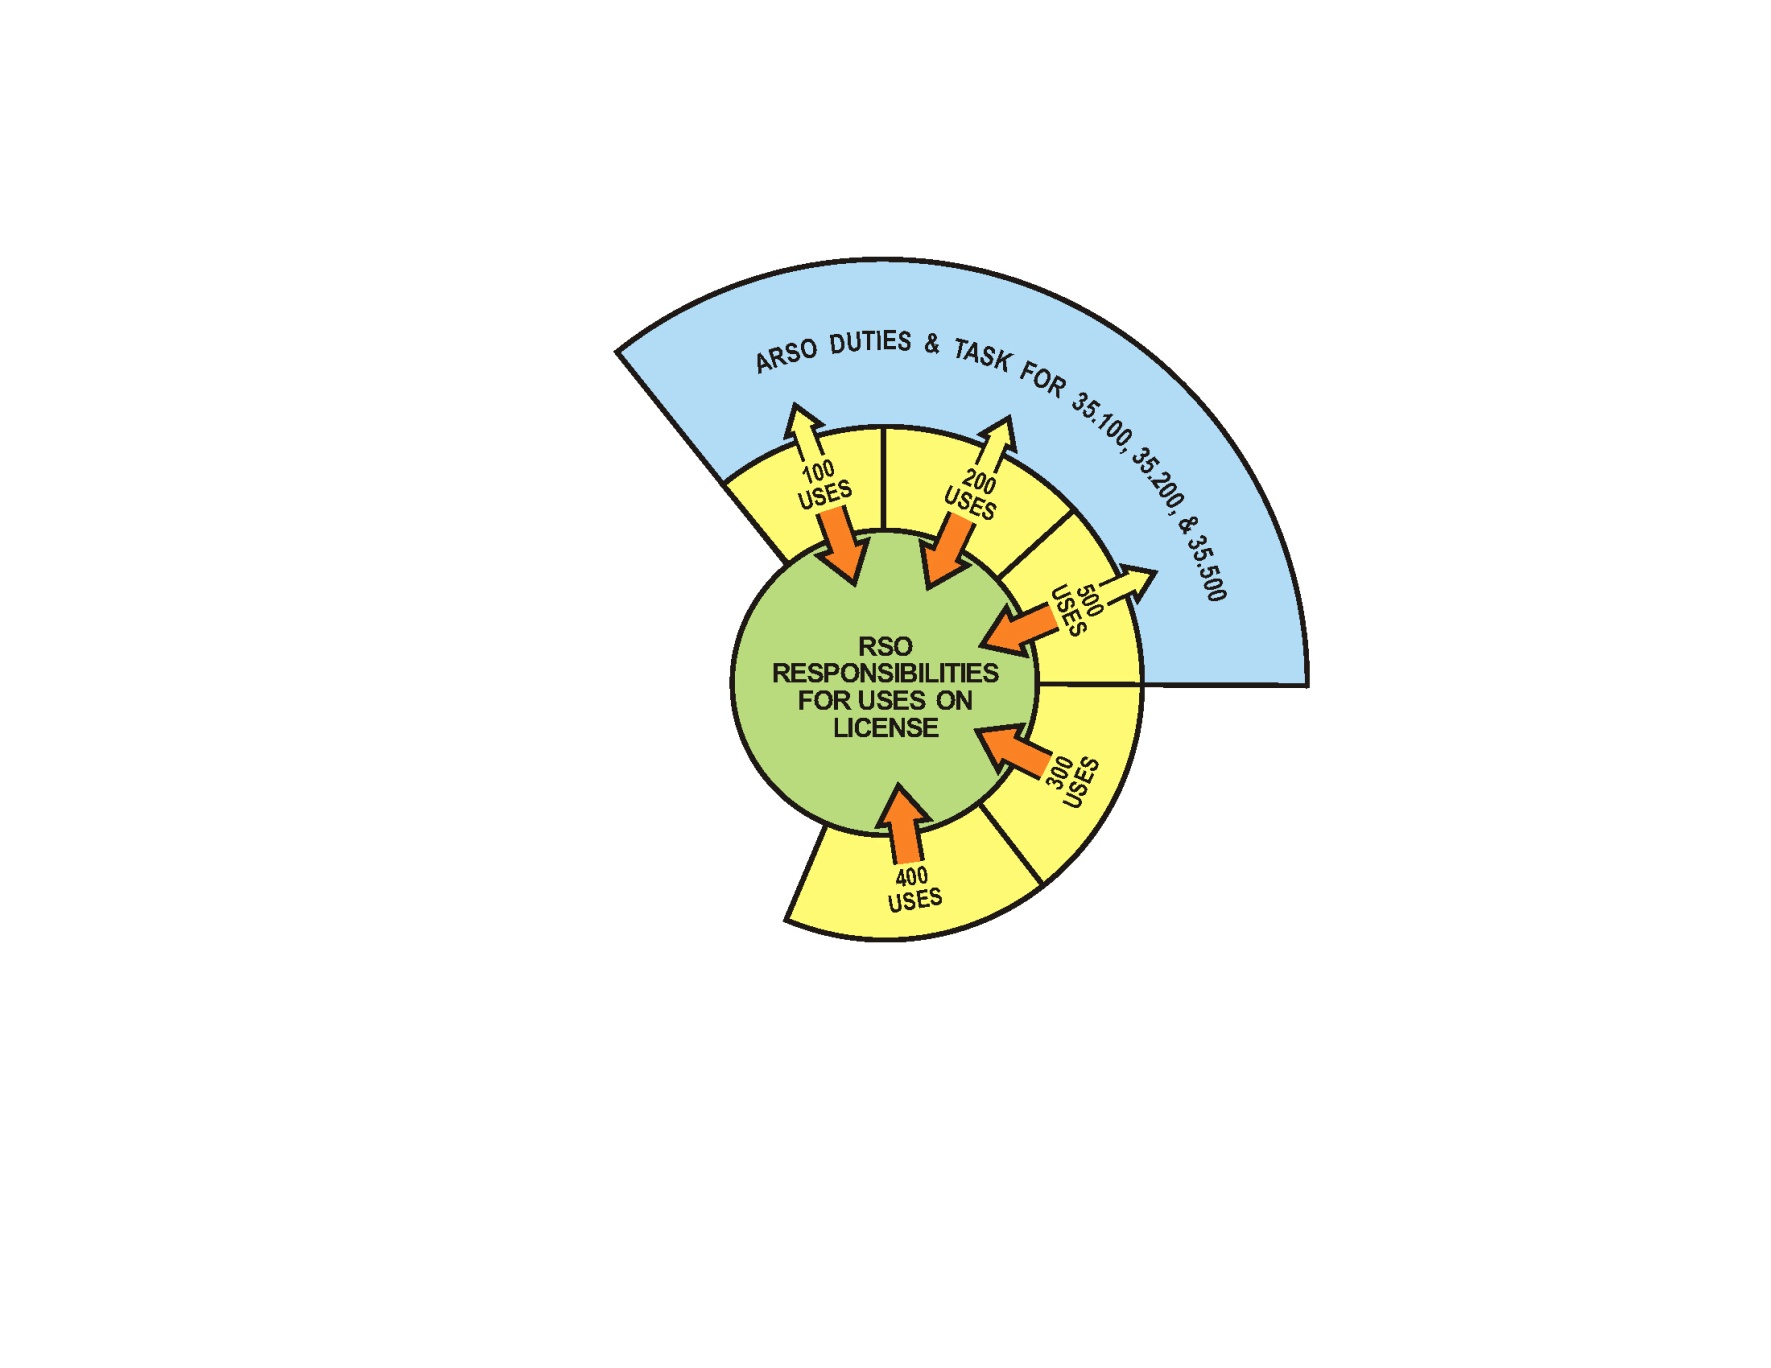 ARSO DUTIES & TASK FOR 35.100, 35.200, & 35.500
100
USES
200
USES
500
USES
RSO
RESPONSIBILITIES
FOR USES ON
LICENSE
300
USES
400
USES